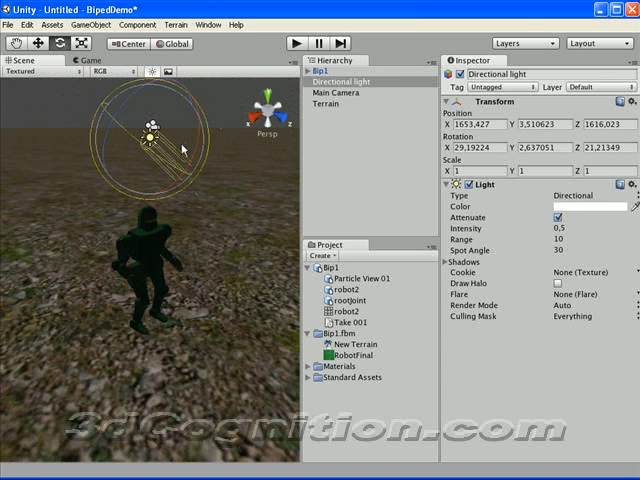 Unity - Untitled - BipedDemo*
File Edit Assets GameObject Component Terrain Window Help
Center Global Layers Layout
Scene Game
Textured RGB
y
x z
Persp
Hierarchy
Bip1
Directional light
Main Camera
Terrain
Project
Create
Bip1
Particle View 01
robot2
rootJoint
robot2
Take 001
Bip1.fbm
New Terrain
RobotFinal
Materials
Standard Assets
Inspector
Directional light
Tag Untagged Layer Default
Transform
Position
X 1653,427 Y 3,510623 Z 1616,023
Rotation
X 29,19224 Y 2,637051 Z 21,21349
Scale
X 1 Y 1 Z 1
Light
Type Directional
Color
Attenuate
Intensity 0,5
Range 10
Spot Angle 30
Shadows
Cookie None (Texture)
Draw Halo
Flare None (Flare)
Render Mode Auto
Culling Mask Everything
3dCognition.com